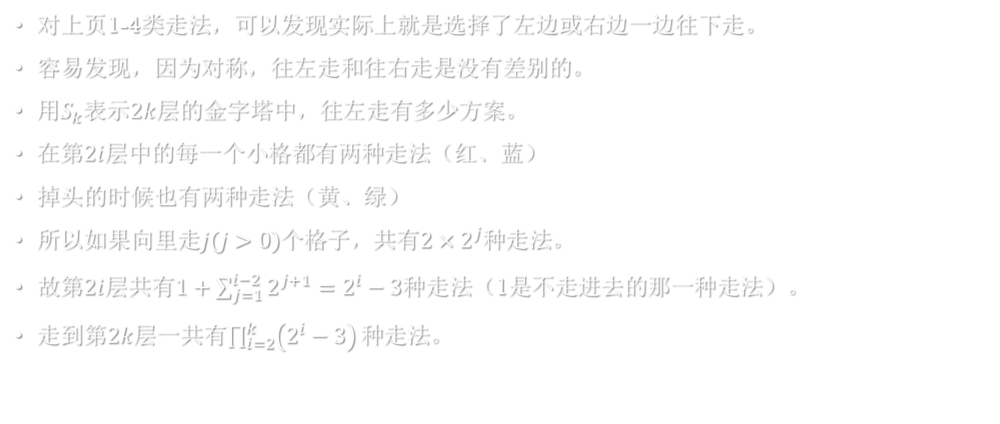 • 对上页1-4类走法，可以发现实际上就是选择了左边或右边一边往下走。
• 容易发现，因为对称，往左走和往右走是没有差别的。
• 用$S_k$表示$2k$层的金字塔中，往左走有多少方案。
• 在第$2i$层中的每一个小格都有两种走法（红、蓝）
• 掉头的时候也有两种走法（黄、绿）
• 所以如果向里走$j(j > 0)$个格子，共有$2 \times 2^j$种走法。
• 故第$2i$层共有$1 + \sum_{j=1}^{i-2} 2^{j+1} = 2^i - 3$种走法（1是不走进去的那一种走法）。
• 走到第$2k$层一共有$\prod_{i=2}^{k}(2^i - 3)$种走法。